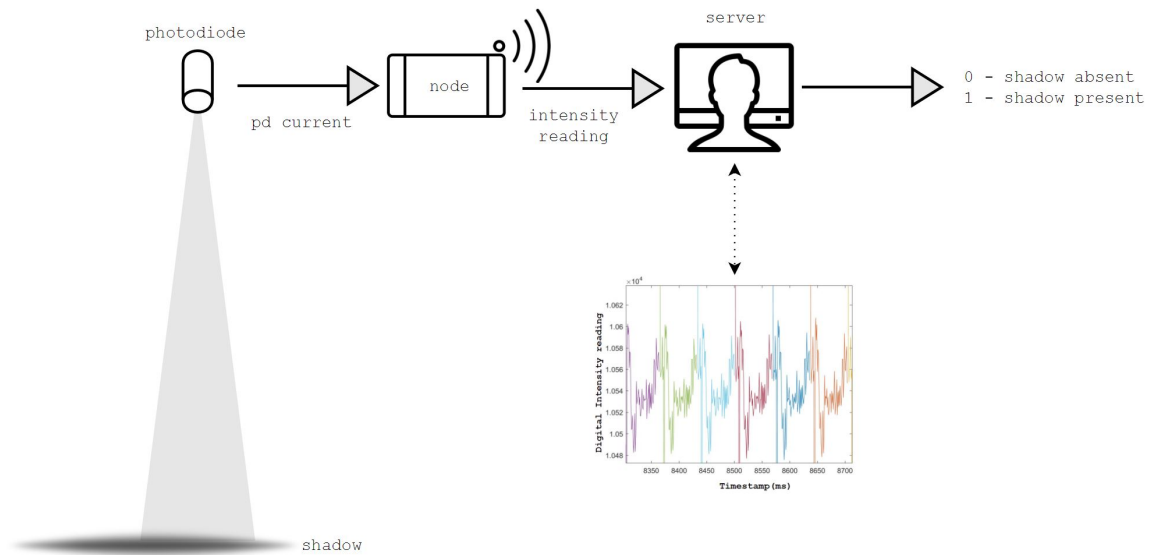 server
photodiode
node
0 - shadow absent
1 - shadow present
pd current
intensity
reading
×10⁴
1.062
1.06
1.058
1.056
1.054
1.052
1.05
1.048
Digital Intensity reading
8350
8400
8450
8500
8550
8600
8650
8700
Timestamp(ms)
shadow